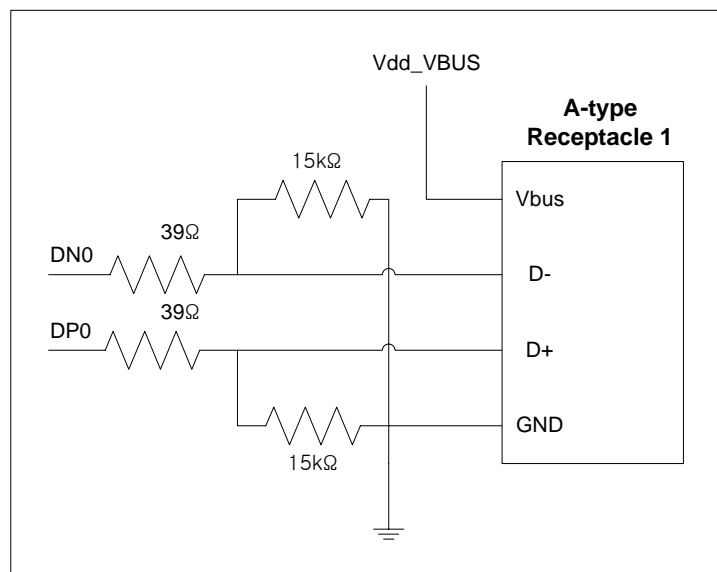 Vdd_VBUS
A-type
Receptacle 1
15kΩ
Vbus
39Ω
DN0
D-
39Ω
DP0
D+
GND
15kΩ